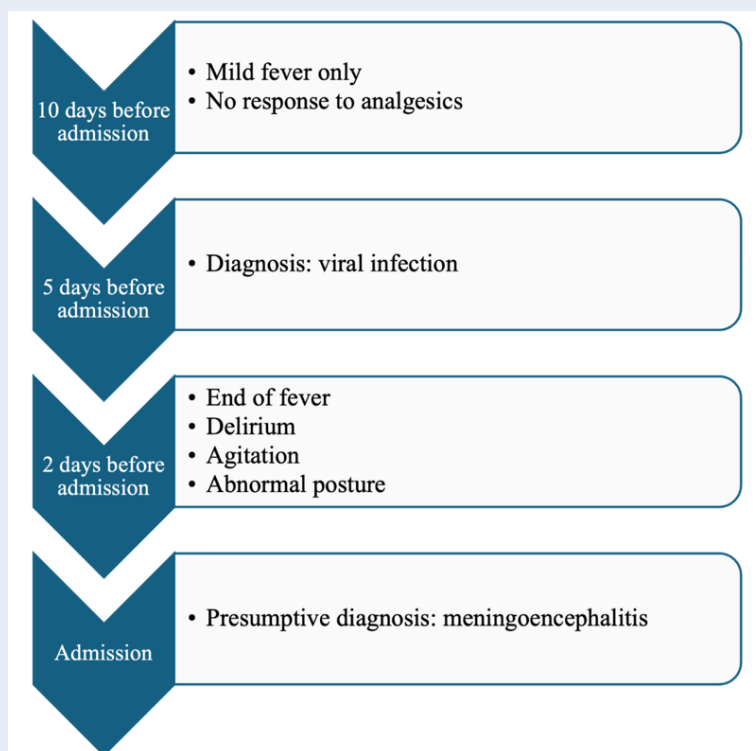 10 days before
admission
• Mild fever only
• No response to analgesics
5 days before
admission
• Diagnosis: viral infection
2 days before
admission
• End of fever
• Delirium
• Agitation
• Abnormal posture
Admission
• Presumptive diagnosis: meningoencephalitis